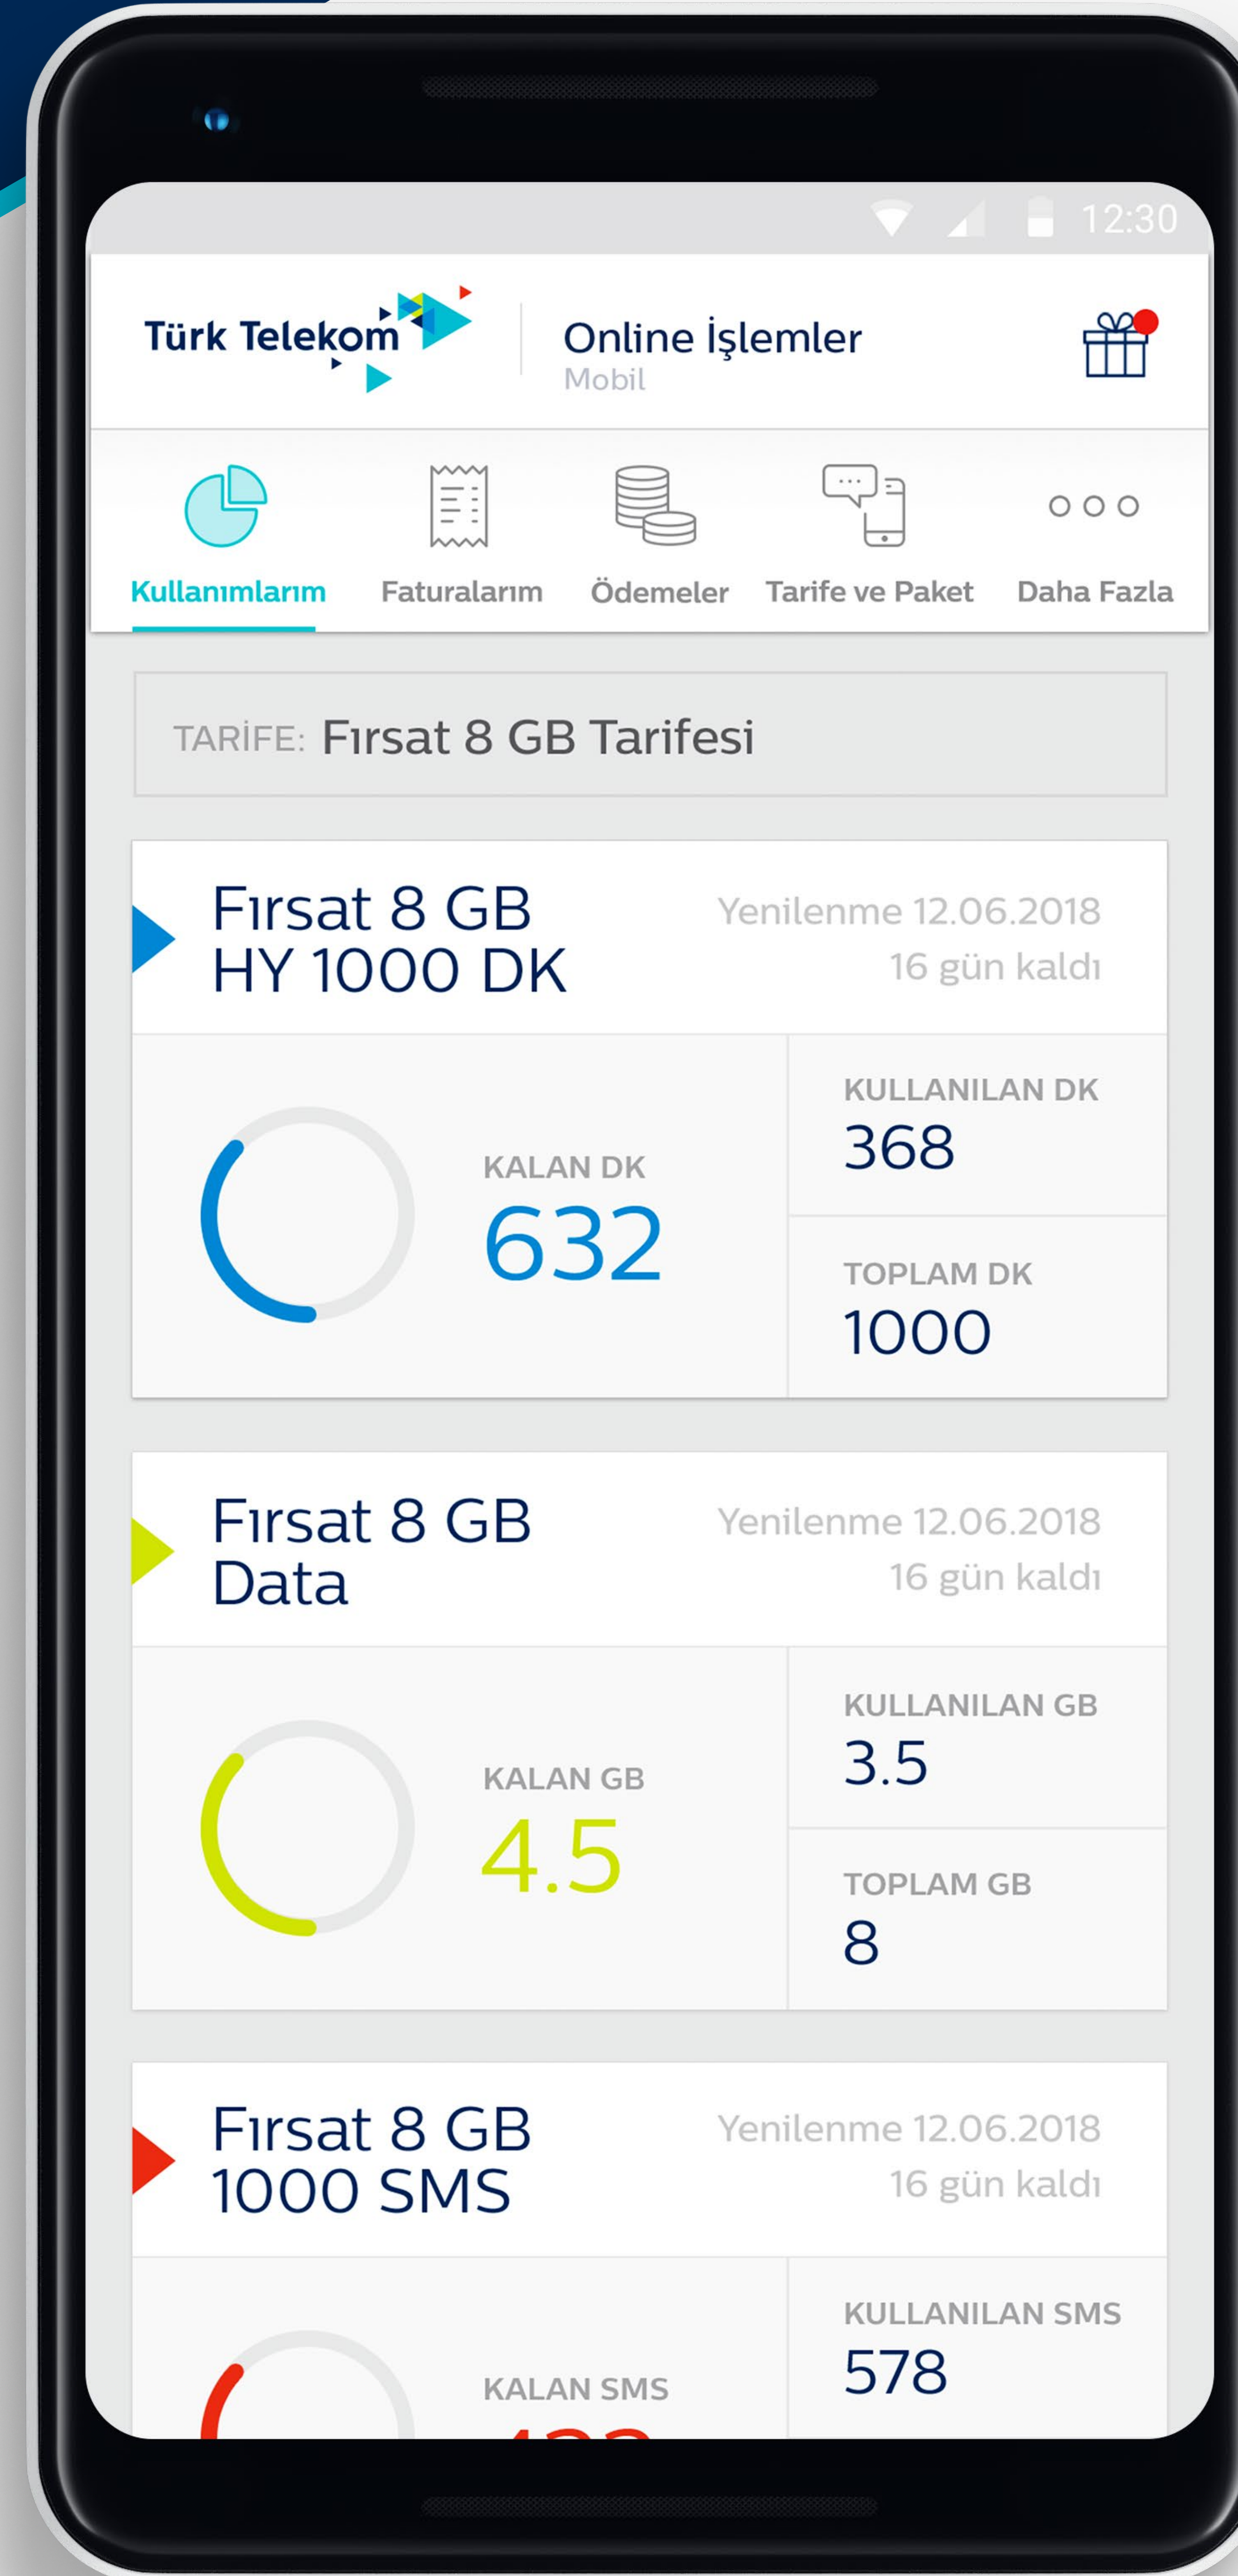 12:30
Türk Telekom
Online İşlemler
Mobil
Kullanımlarım Faturalarım Ödemeler Tarife ve Paket Daha Fazla
TARİFE: Fırsat 8 GB Tarifesi
Fırsat 8 GB
HY 1000 DK
Yenilenme 12.06.2018
16 gün kaldı
KALAN DK
632
KULLANILAN DK
368
TOPLAM DK
1000
Fırsat 8 GB
Data
Yenilenme 12.06.2018
16 gün kaldı
KALAN GB
4.5
KULLANILAN GB
3.5
TOPLAM GB
8
Fırsat 8 GB
1000 SMS
Yenilenme 12.06.2018
16 gün kaldı
KALAN SMS
KULLANILAN SMS
578